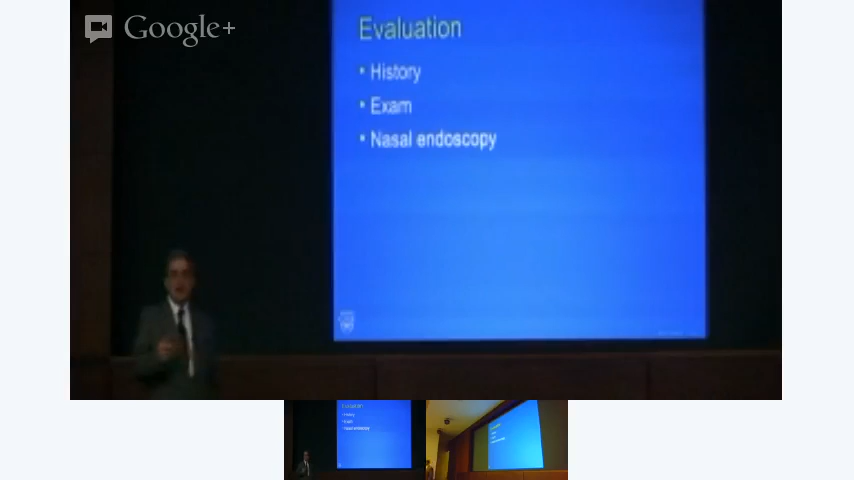 Google+
Evaluation
• History
• Exam
• Nasal endoscopy